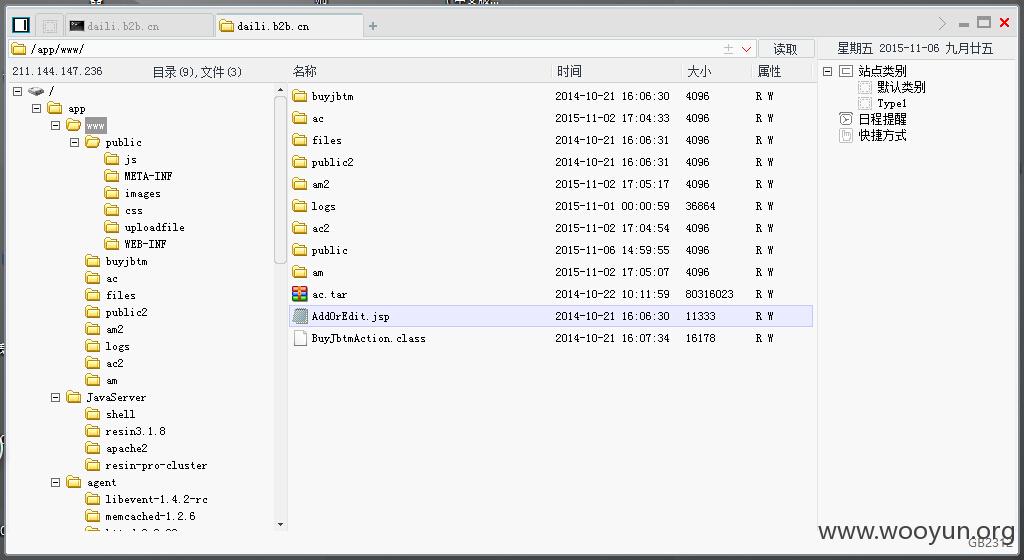 daili.b2b.cn daili.b2b.cn
/app/www/ 读取 星期五 2015-11-06 九月廿五
211.144.147.236 目录(9),文件(3)
/
app
www
public
js
META-INF
images
css
uploadfile
WEB-INF
buyjbtm
ac
files
public2
am2
logs
ac2
am
JavaServer
shell
resin3.1.8
apache2
resin-pro-cluster
agent
libevent-1.4.2-rc
memcached-1.2.6
名称 时间 大小 属性
buyjbtm 2014-10-21 16:06:30 4096 R W
ac 2015-11-02 17:04:33 4096 R W
files 2014-10-21 16:06:31 4096 R W
public2 2014-10-21 16:06:31 4096 R W
am2 2015-11-02 17:05:17 4096 R W
logs 2015-11-01 00:00:59 36864 R W
ac2 2015-11-02 17:04:54 4096 R W
public 2015-11-06 14:59:55 4096 R W
am 2015-11-02 17:05:07 4096 R W
ac.tar 2014-10-22 10:11:59 80316023 R W
AddOrEdit.jsp 2014-10-21 16:06:30 11333 R W
BuyJbtmAction.class 2014-10-21 16:07:34 16178 R W
站点类别
默认类别
Type1
日程提醒
快捷方式
www.wooyun.org
GB2312